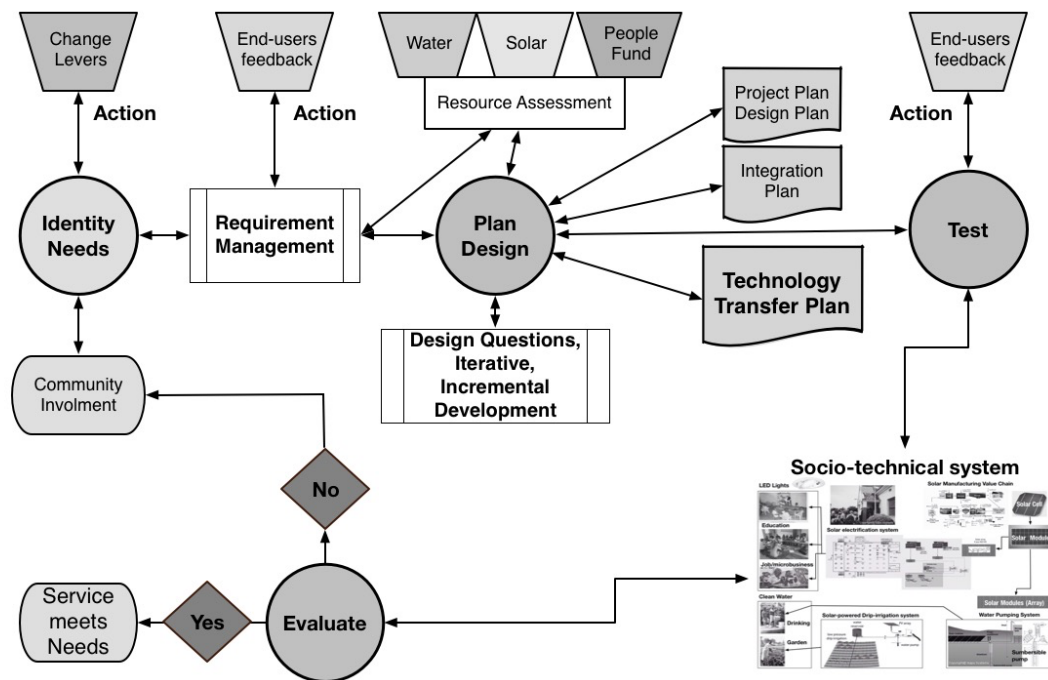 Change
Levers
End-users
feedback
Water
Solar
People
Fund
End-users
feedback
Action
Action
Resource Assessment
Project Plan
Design Plan
Action
Integration
Plan
Identity
Needs
Requirement
Management
Plan
Design
Test
Technology
Transfer Plan
Design Questions,
Iterative,
Incremental
Development
Community
Involment
No
Socio-technical system
LED Lights
Solar Manufacturing Value Chain
Solar Cell
Education
Solar electrification system
Solar Module
Job/microbusiness
Clean Water
Solar Modules (Array)
Drinking
Solar-powered Drip-irrigation system
Water Pumping System
Garden
Sumbersible
pump
Service
meets
Needs
Yes
Evaluate